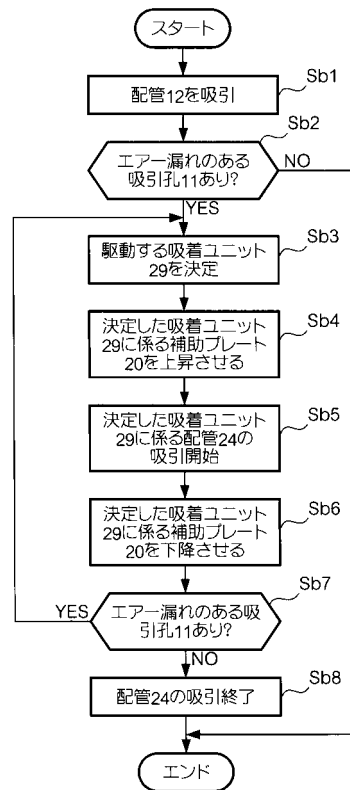 スタート
Sb1
配管12を吸引
Sb2
エアー漏れのある
吸引孔11あり?
NO
YES
Sb3
駆動する吸着ユニット
29を決定
Sb4
決定した吸着ユニット
29に係る補助プレート
20を上昇させる
Sb5
決定した吸着ユニット
29に係る配管24の
吸引開始
Sb6
決定した吸着ユニット
29に係る補助プレート
20を下降させる
Sb7
YES
エアー漏れのある吸
引孔11あり?
NO
Sb8
配管24の吸引終了
エンド